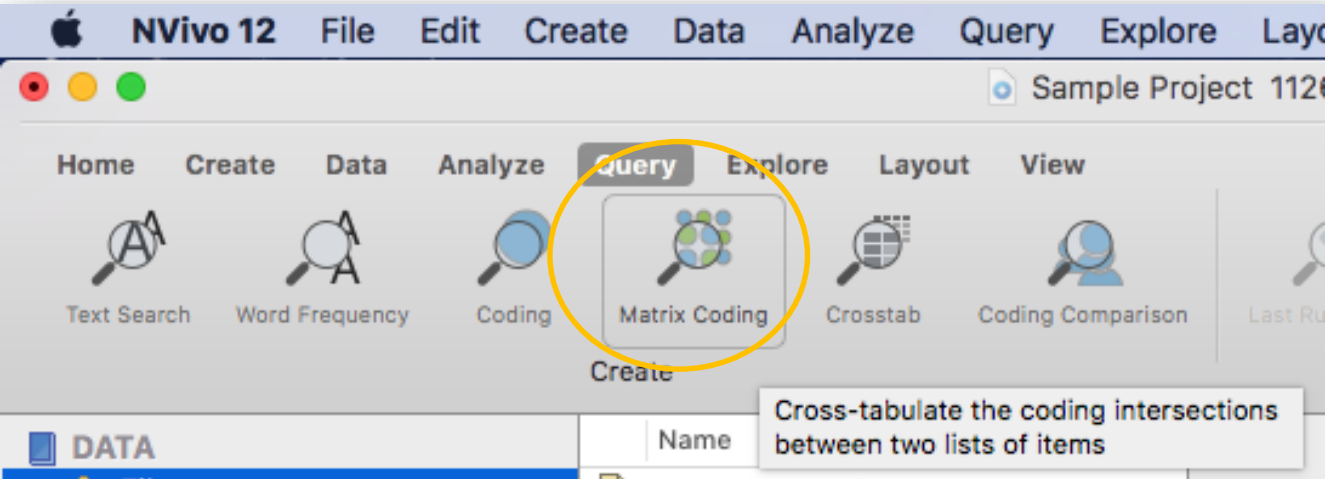 NVivo 12 File Edit Create Data Analyze Query Explore
Sample Project
Home Create Data Analyze Query Explore Layout View
Text Search Word Frequency Coding Matrix Coding Crosstab Coding Comparison Last
Create
Cross-tabulate the coding intersections
between two lists of items
DATA
Name